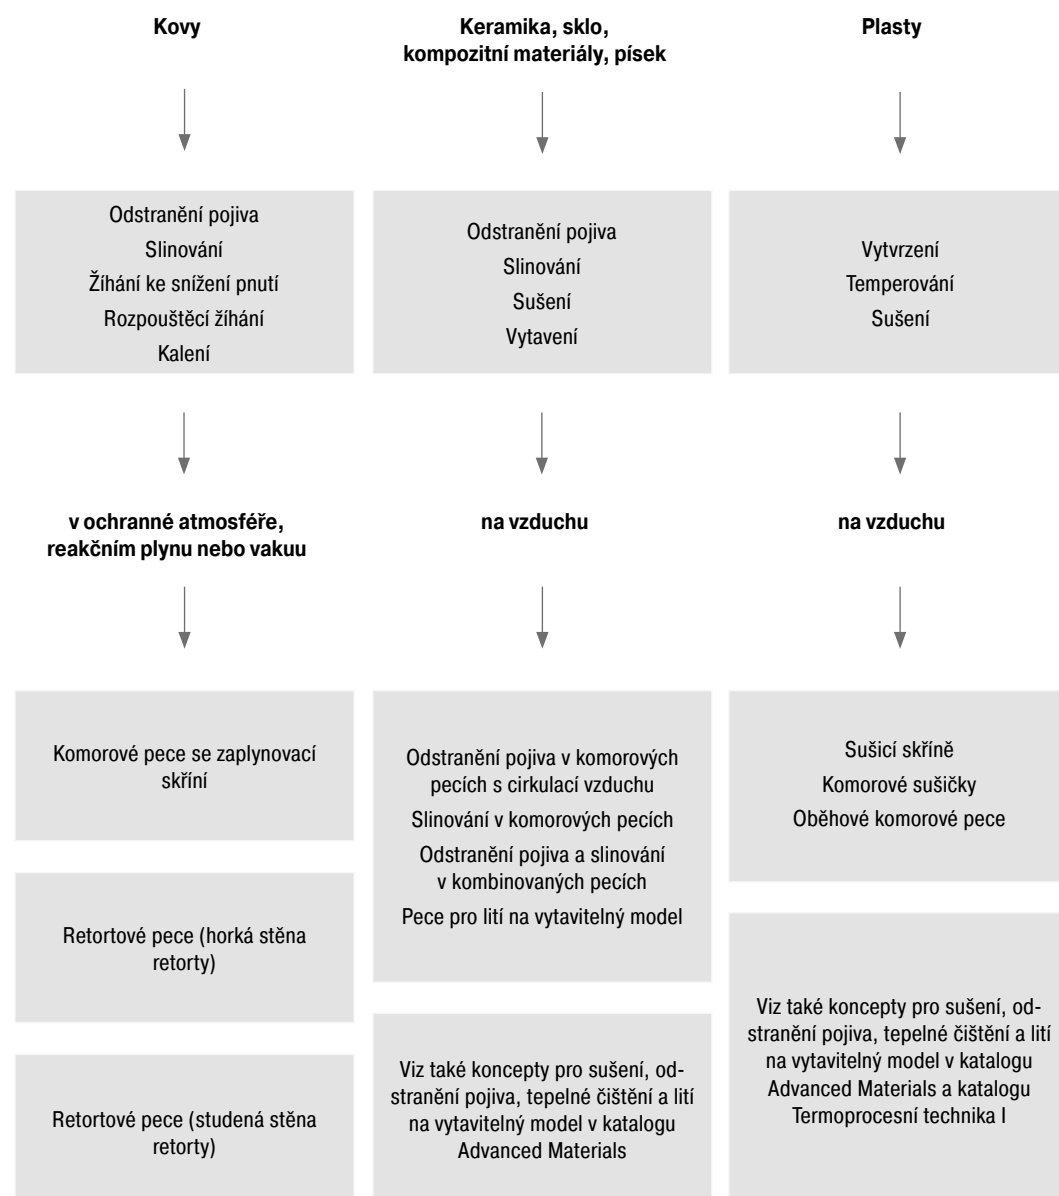 Kovy
Odstranění pojiva
Slinování
Žíhání ke snížení pnutí
Rozpouštěcí žíhání
Kalení
v ochranné atmosféře,
reakčním plynu nebo vakuu
Komorové pece se zaplynovací
skříní
Retortové pece (horká stěna
retorty)
Retortové pece (studená stěna
retorty)
Keramika, sklo,
kompozitní materiály, písek
Odstranění pojiva
Slinování
Sušení
Vytavení
na vzduchu
Odstranění pojiva v komorových
pecích s cirkulací vzduchu
Slinování v komorových pecích
Odstranění pojiva a slinování
v kombinovaných pecích
Pece pro lití na vytavitelný model
Viz také koncepty pro sušení, od-
stranění pojiva, tepelné čištění a lití
na vytavitelný model v katalogu
Advanced Materials
Plasty
Vytvrzení
Temperování
Sušení
na vzduchu
Sušicí skříně
Komorové sušičky
Oběhové komorové pece
Viz také koncepty pro sušení, od-
stranění pojiva, tepelné čištění a lití
na vytavitelný model v katalogu
Advanced Materials a katalogu
Termoprocesní technika I